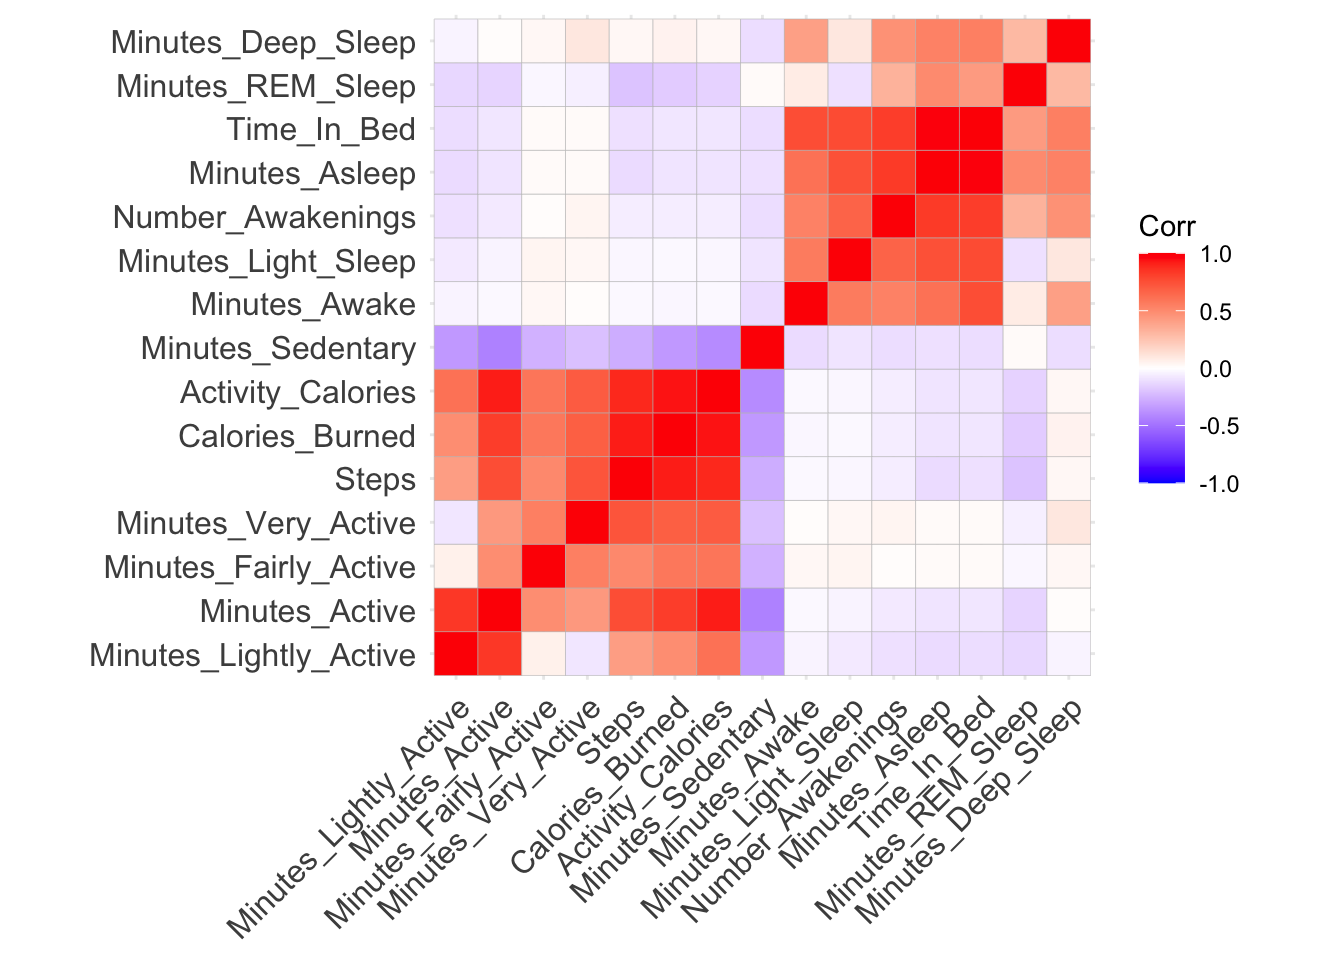 Minutes_Deep_Sleep
Minutes_REM_Sleep
Time_In_Bed
Minutes_Asleep
Number_Awakenings
Minutes_Light_Sleep
Minutes_Awake
Minutes_Sedentary
Activity_Calories
Calories_Burned
Steps
Minutes_Very_Active
Minutes_Fairly_Active
Minutes_Active
Minutes_Lightly_Active
Minutes_Lightly_Active
Minutes_Active
Minutes_Fairly_Active
Minutes_Very_Active
Steps
Calories_Burned
Activity_Calories
Minutes_Sedentary
Minutes_Awake
Minutes_Light_Sleep
Number_Awakenings
Minutes_Asleep
Time_In_Bed
Minutes_REM_Sleep
Minutes_Deep_Sleep
Corr
1.0
0.5
0.0
-0.5
-1.0